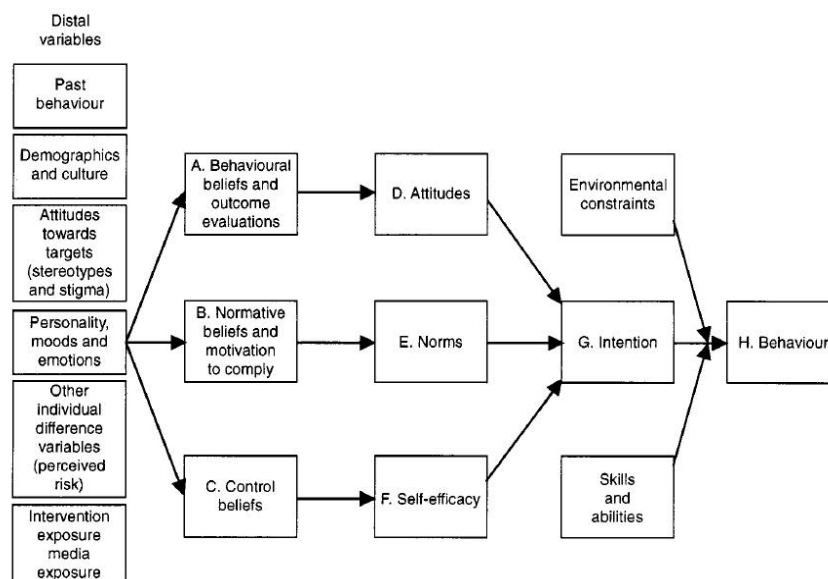 Distal
variables
Past
behaviour
Demographics
and culture
Attitudes
towards
targets
(stereotypes
and stigma)
Personality,
moods and
emotions
Other
individual
difference
variables
(perceived
risk)
Intervention
exposure
media
exposure
A. Behavioural
beliefs and
outcome
evaluations
B. Normative
beliefs and
motivation
to comply
C. Control
beliefs
D. Attitudes
E. Norms
F. Self-efficacy
Environmental
constraints
G. Intention
Skills
and
abilities
H. Behaviour